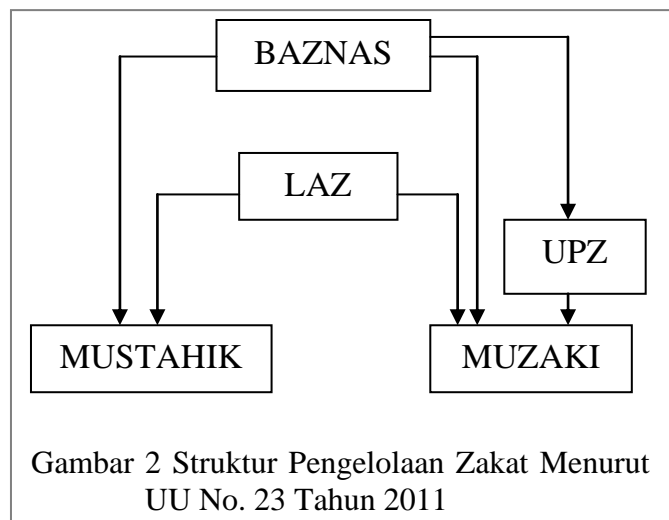 BAZNAS
LAZ
UPZ
MUSTAHIK
MUZAKI
Gambar 2 Struktur Pengelolaan Zakat Menurut
UU No. 23 Tahun 2011